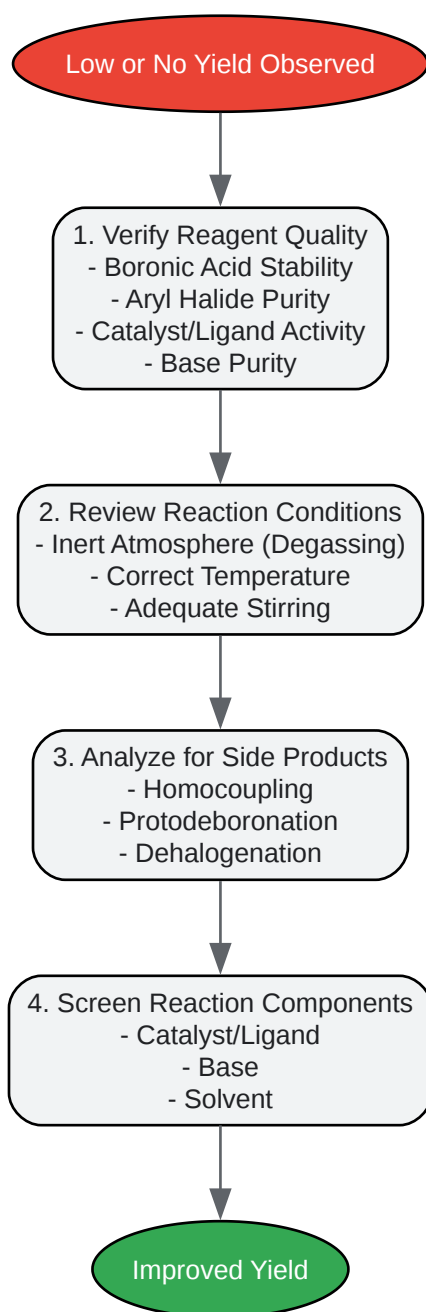 Low or No Yield Observed
1. Verify Reagent Quality
- Boronic Acid Stability
- Aryl Halide Purity
- Catalyst/Ligand Activity
- Base Purity
2. Review Reaction Conditions
- Inert Atmosphere (Degassing)
- Correct Temperature
- Adequate Stirring
3. Analyze for Side Products
- Homocoupling
- Protodeboronation
- Dehalogenation
4. Screen Reaction Components
- Catalyst/Ligand
- Base
- Solvent
Improved Yield